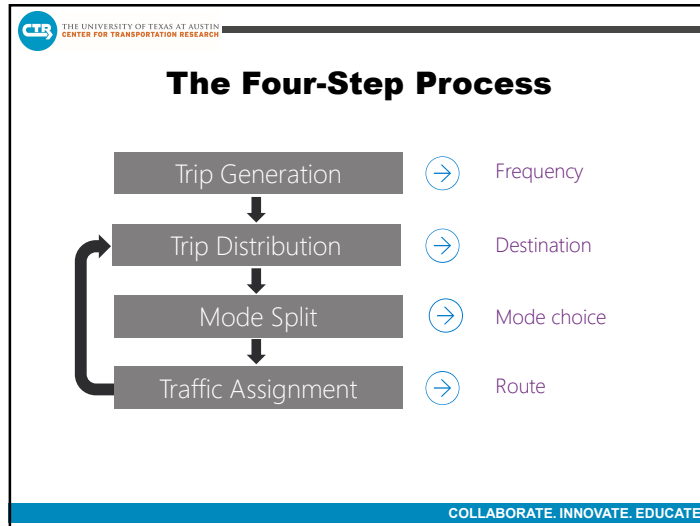 CTR
THE UNIVERSITY OF TEXAS AT AUSTIN
CENTER FOR TRANSPORTATION RESEARCH
The Four-Step Process
Trip Generation
Frequency
Trip Distribution
Destination
Mode Split
Mode choice
Traffic Assignment
Route
COLLABORATE. INNOVATE. EDUCATE